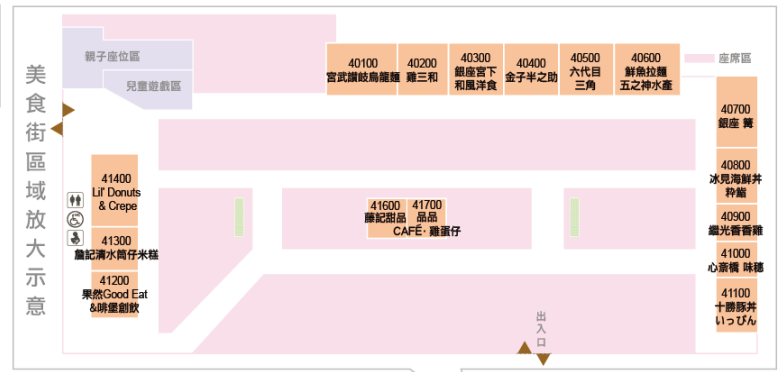 美食街區域放大示意
親子座位區
兒童遊戲區
40100
宮武讃岐烏龍麵
40200
雞三和
40300
銀座宮下
和風洋食
40400
金子半之助
40500
六代目
三角
40600
鮮魚拉麵
五之神水產
座席區
40700
銀座 篝
40800
冰見海鮮丼
粋鮨
40900
繼光香香雞
41000
心斎橋 味穗
41100
十勝豚丼
いっぴん
41400
Lil' Donuts
& Crepe
41300
詹記清水筒仔米糕
41200
果然Good Eat
&啡堡創飲
41600
藤記甜品
41700
品品
CAFÉ·雞蛋仔
出入口